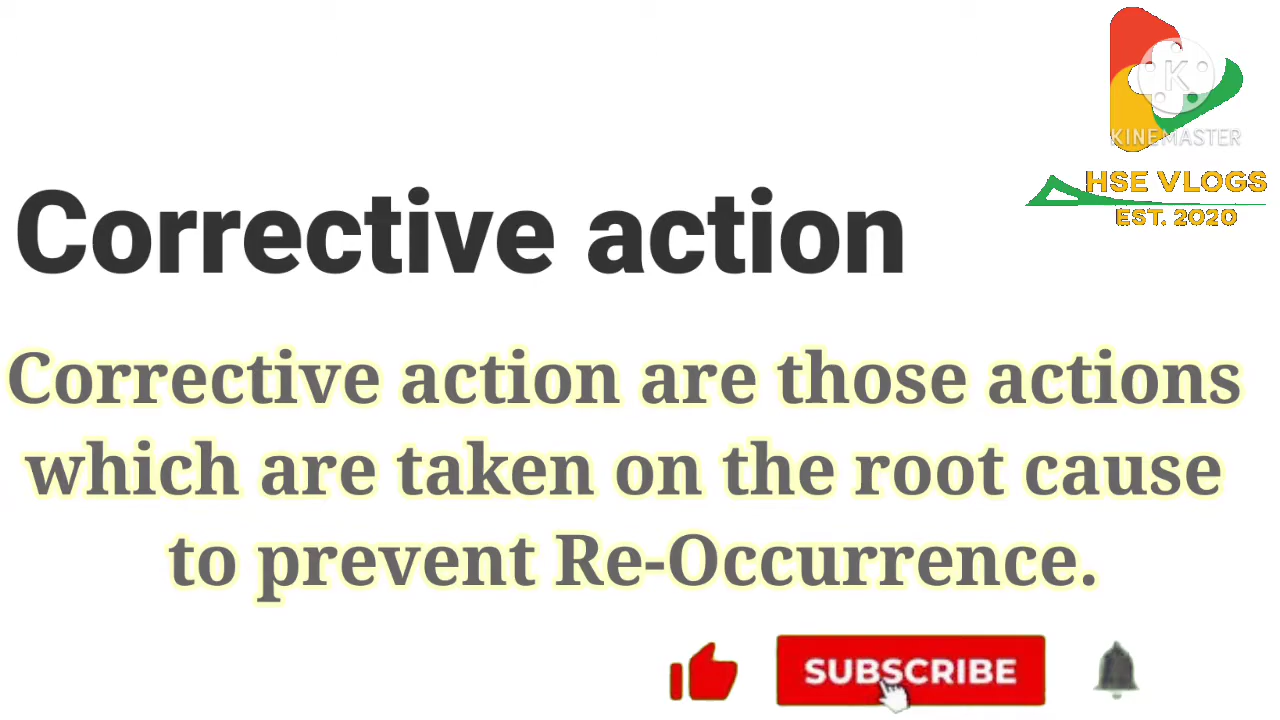 K
KINEMASTER
HSE VLOGS
EST. 2020
Corrective action
Corrective action are those actions
which are taken on the root cause
to prevent Re-Occurrence.
SUBSCRIBE